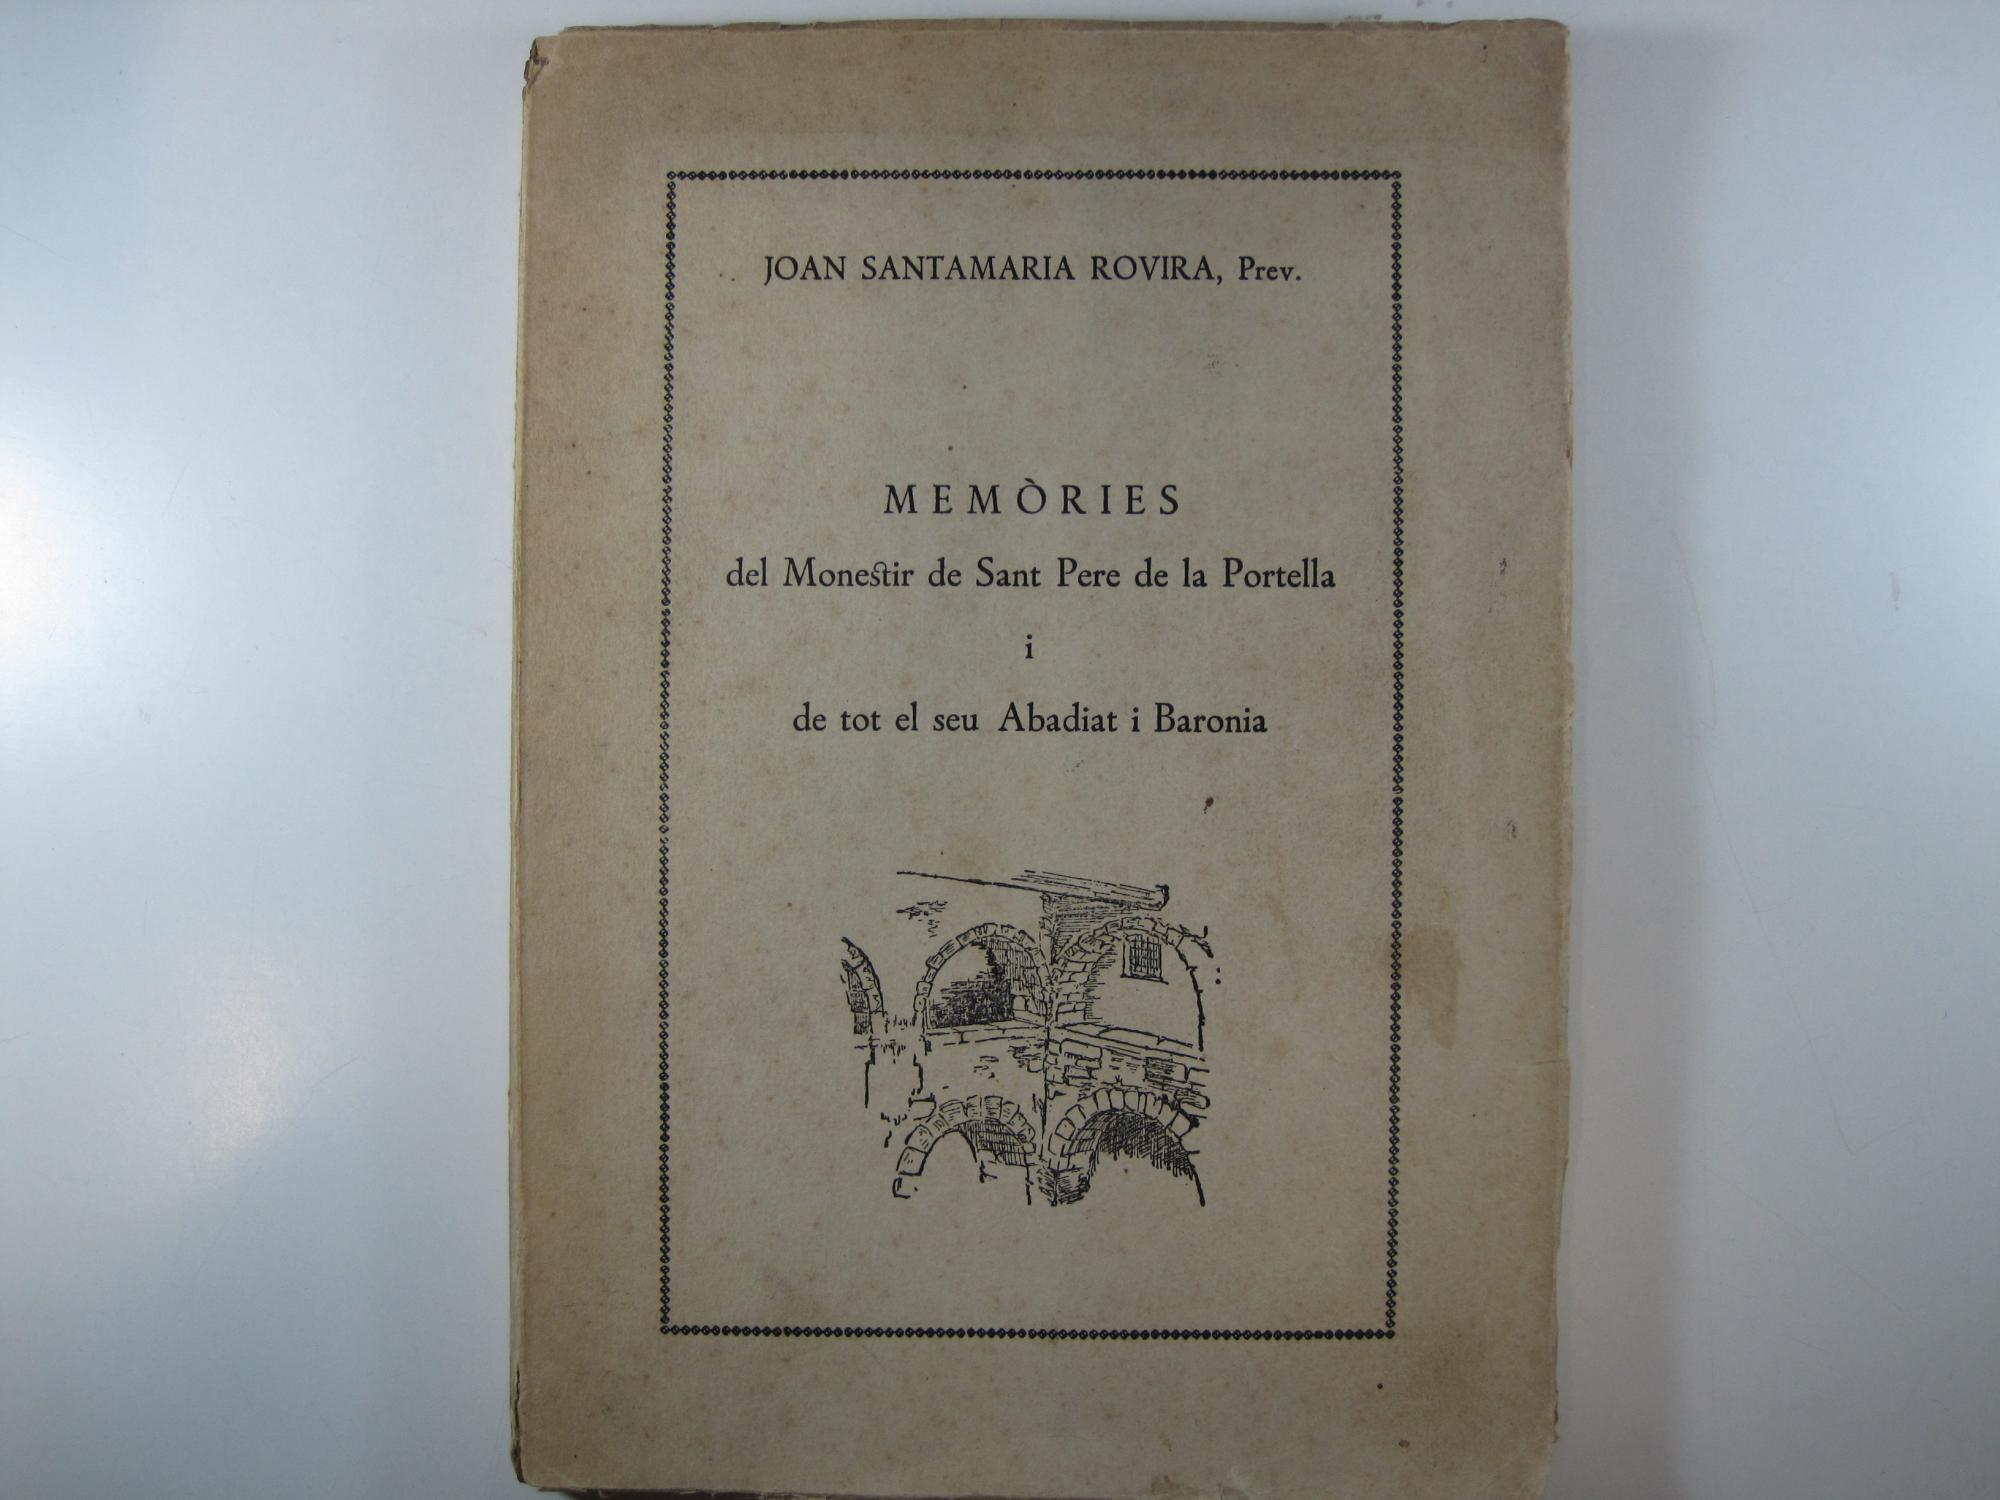 JOAN SANTAMARIA ROVIRA, Prev.
MEMÒRIES
del Monestir de Sant Pere de la Portella
i
de tot el seu Abadiat i Baronia